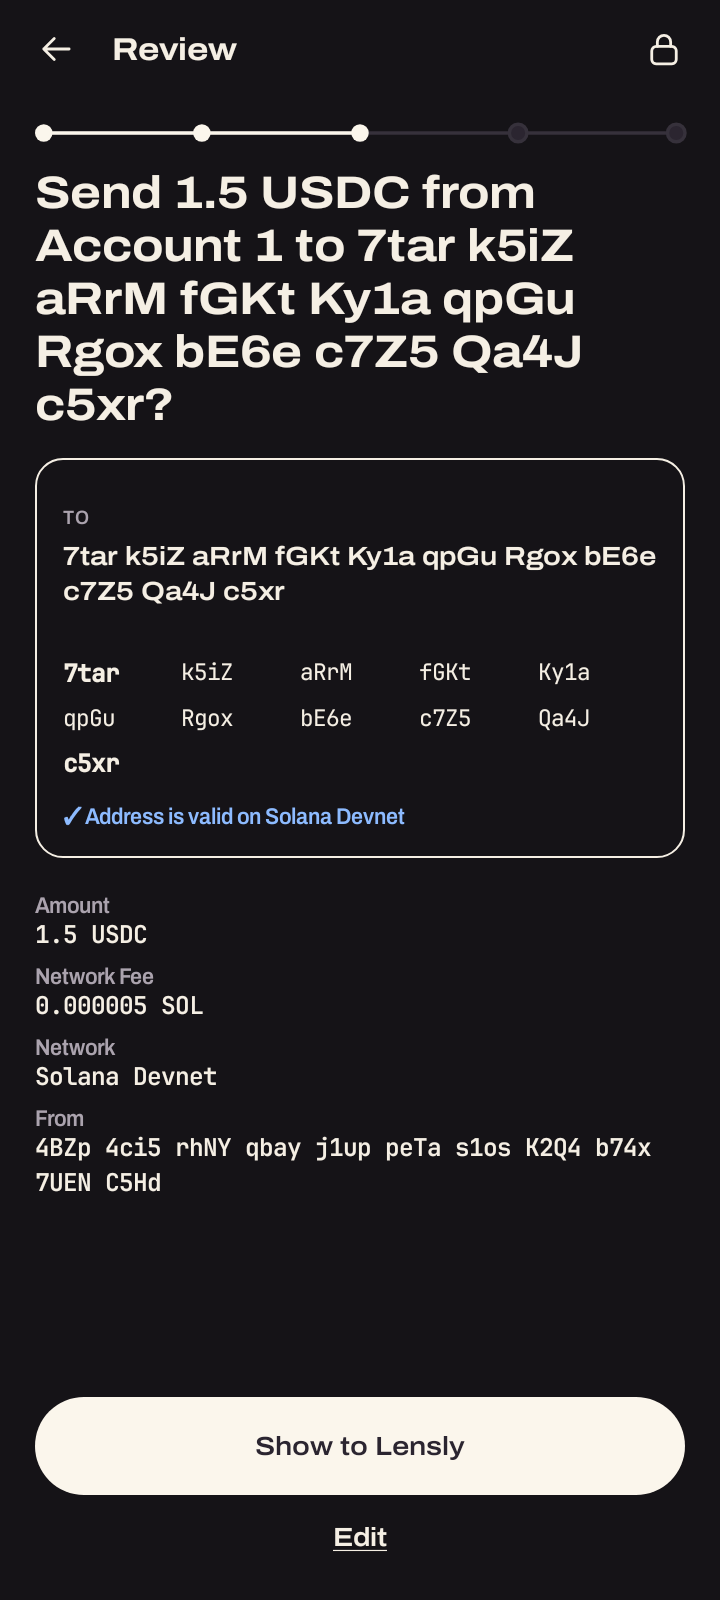 Review
Send 1.5 USDC from
Account 1 to 7tar k5iZ
aRrM fGKt Ky1a qpGu
Rgox bE6e c7Z5 Qa4J
c5xr?
TO
7tar k5iZ aRrM fGKt Ky1a qpGu Rgox bE6e
c7Z5 Qa4J c5xr
7tar k5iZ aRrM fGKt Ky1a
qpGu Rgox bE6e c7Z5 Qa4J
c5xr
✓ Address is valid on Solana Devnet
Amount
1.5 USDC
Network Fee
0.000005 SOL
Network
Solana Devnet
From
4BZp 4ci5 rhNY qbay j1up peTa s1os K2Q4 b74x
7UEN C5Hd
Show to Lensly
Edit